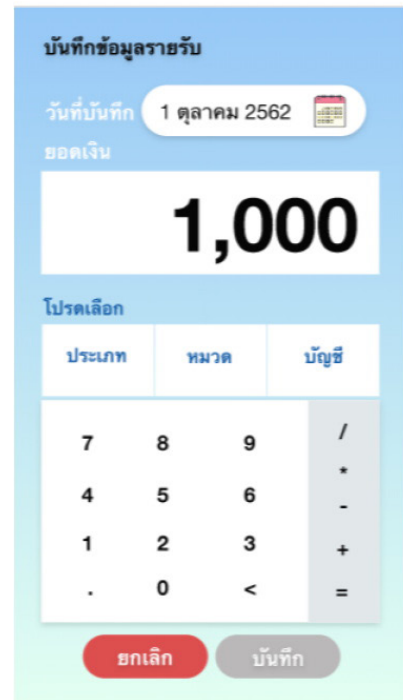 บันทึกข้อมูลรายรับ
วันที่บันทึก 1 ตุลาคม 2562
ยอดเงิน
1,000
โปรดเลือก
ประเภท หมวด บัญชี
7 8 9 /
*
4 5 6 -
1 2 3 +
. 0 < =
ยกเลิก บันทึก